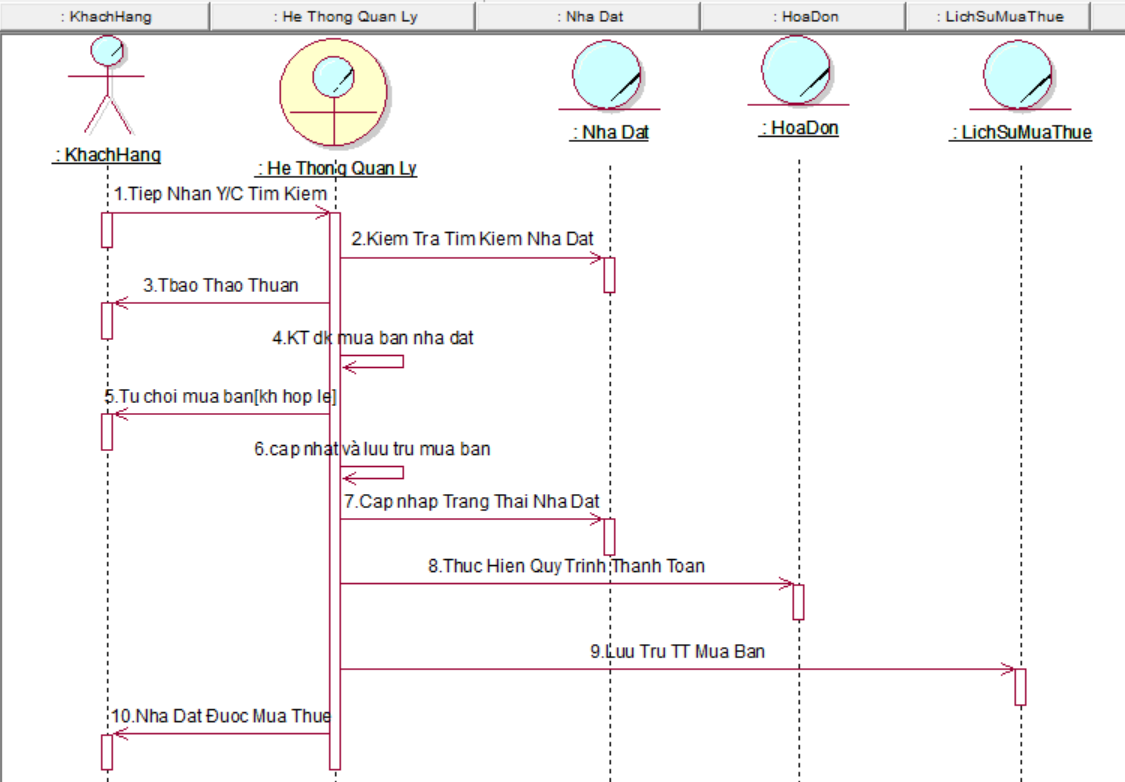 : KhachHang
: He Thong Quan Ly
: Nha Dat
: HoaDon
: LichSuMuaThue
: KhachHang
: He Thong Quan Ly
: Nha Dat
: HoaDon
: LichSuMuaThue
1.Tiep Nhan Y/C Tim Kiem
2.Kiem Tra Tim Kiem Nha Dat
3.Tbao Thao Thuan
4.KT dk mua ban nha dat
5.Tu choi mua ban[kh hop le]
6.cap nhat và luu tru mua ban
7.Cap nhap Trang Thai Nha Dat
8.Thuc Hien Quy Trinh Thanh Toan
9.Luu Tru TT Mua Ban
10.Nha Dat Đuoc Mua Thue